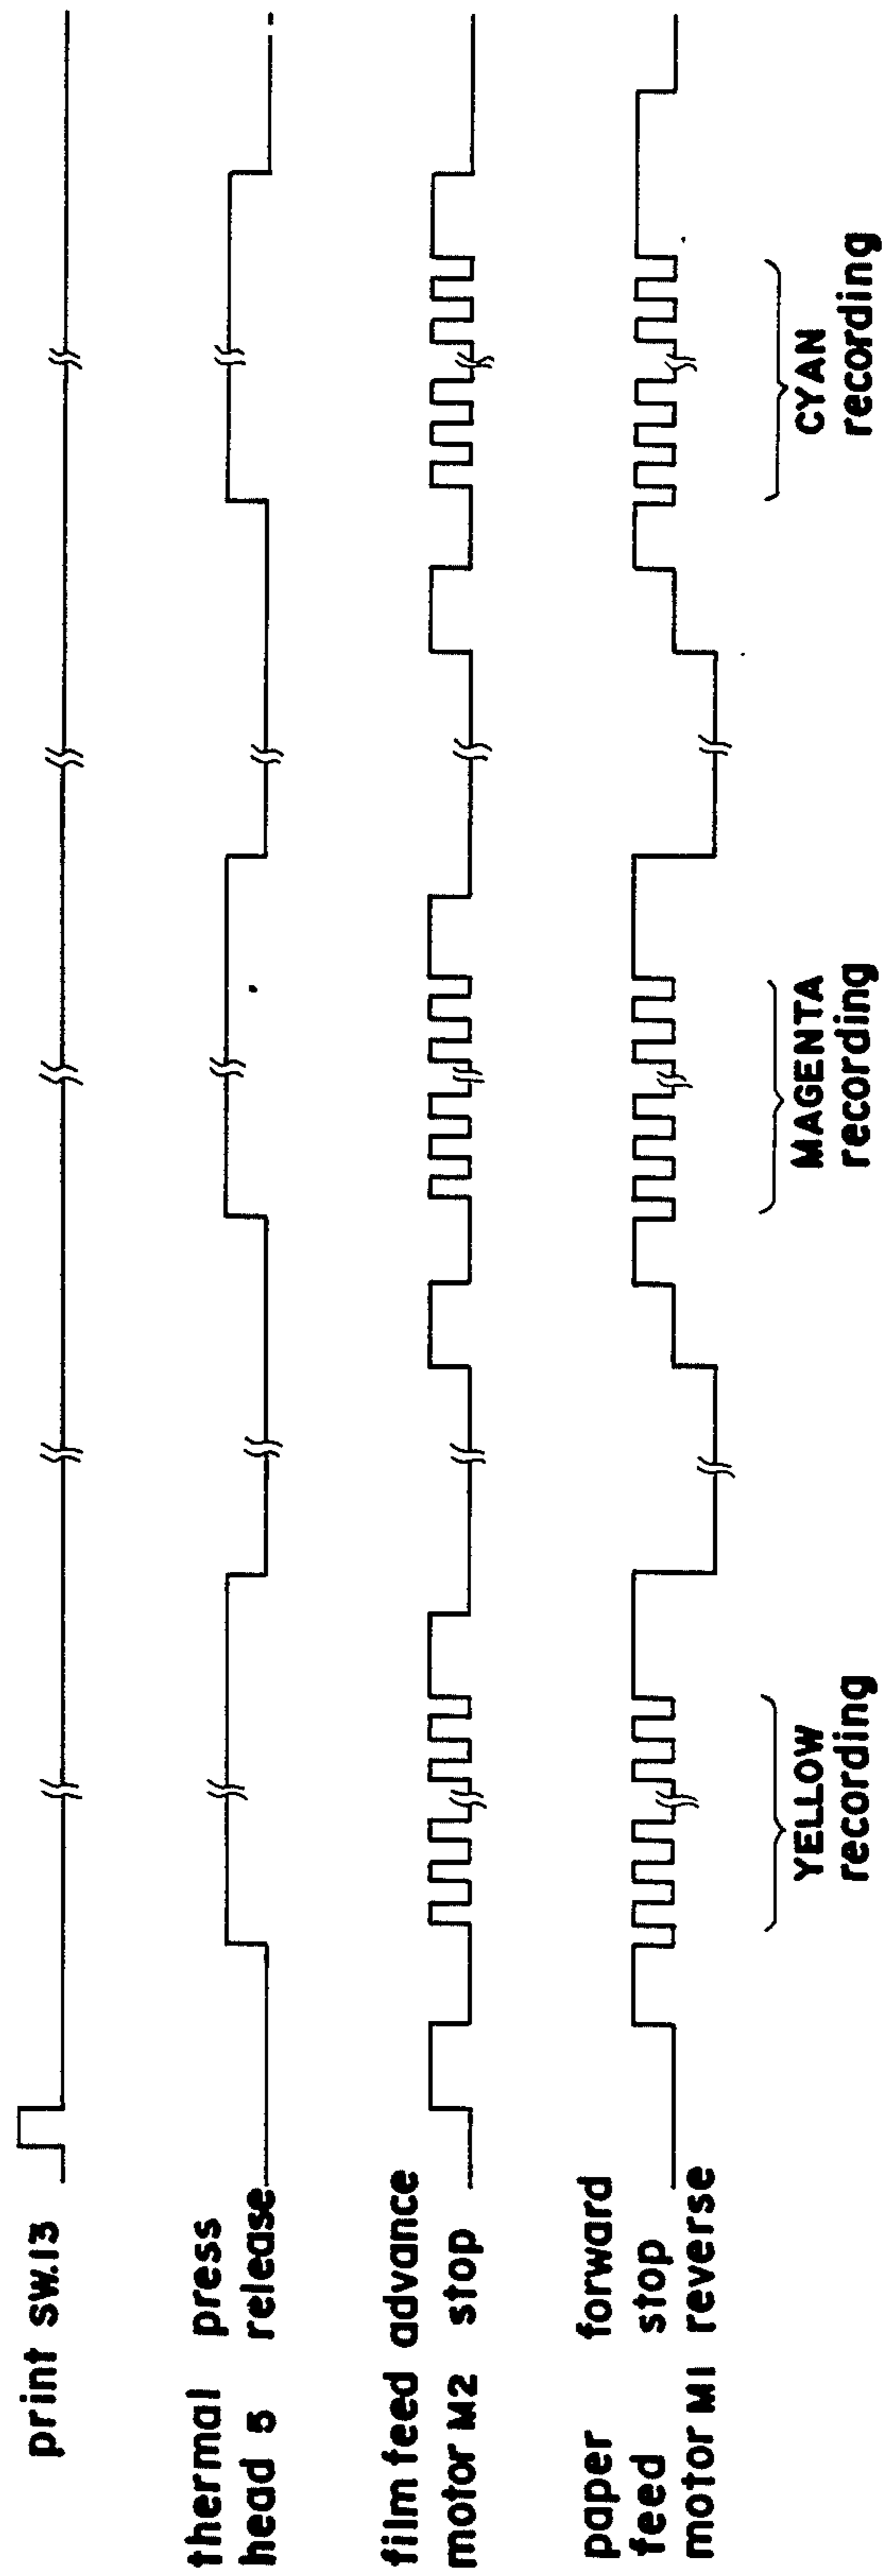 print sw.13
thermal press
head 5 release
film feed advance
motor M2 stop
paper forward
feed stop
motor M1 reverse
YELLOW
recording
MAGENTA
recording
CYAN
recording